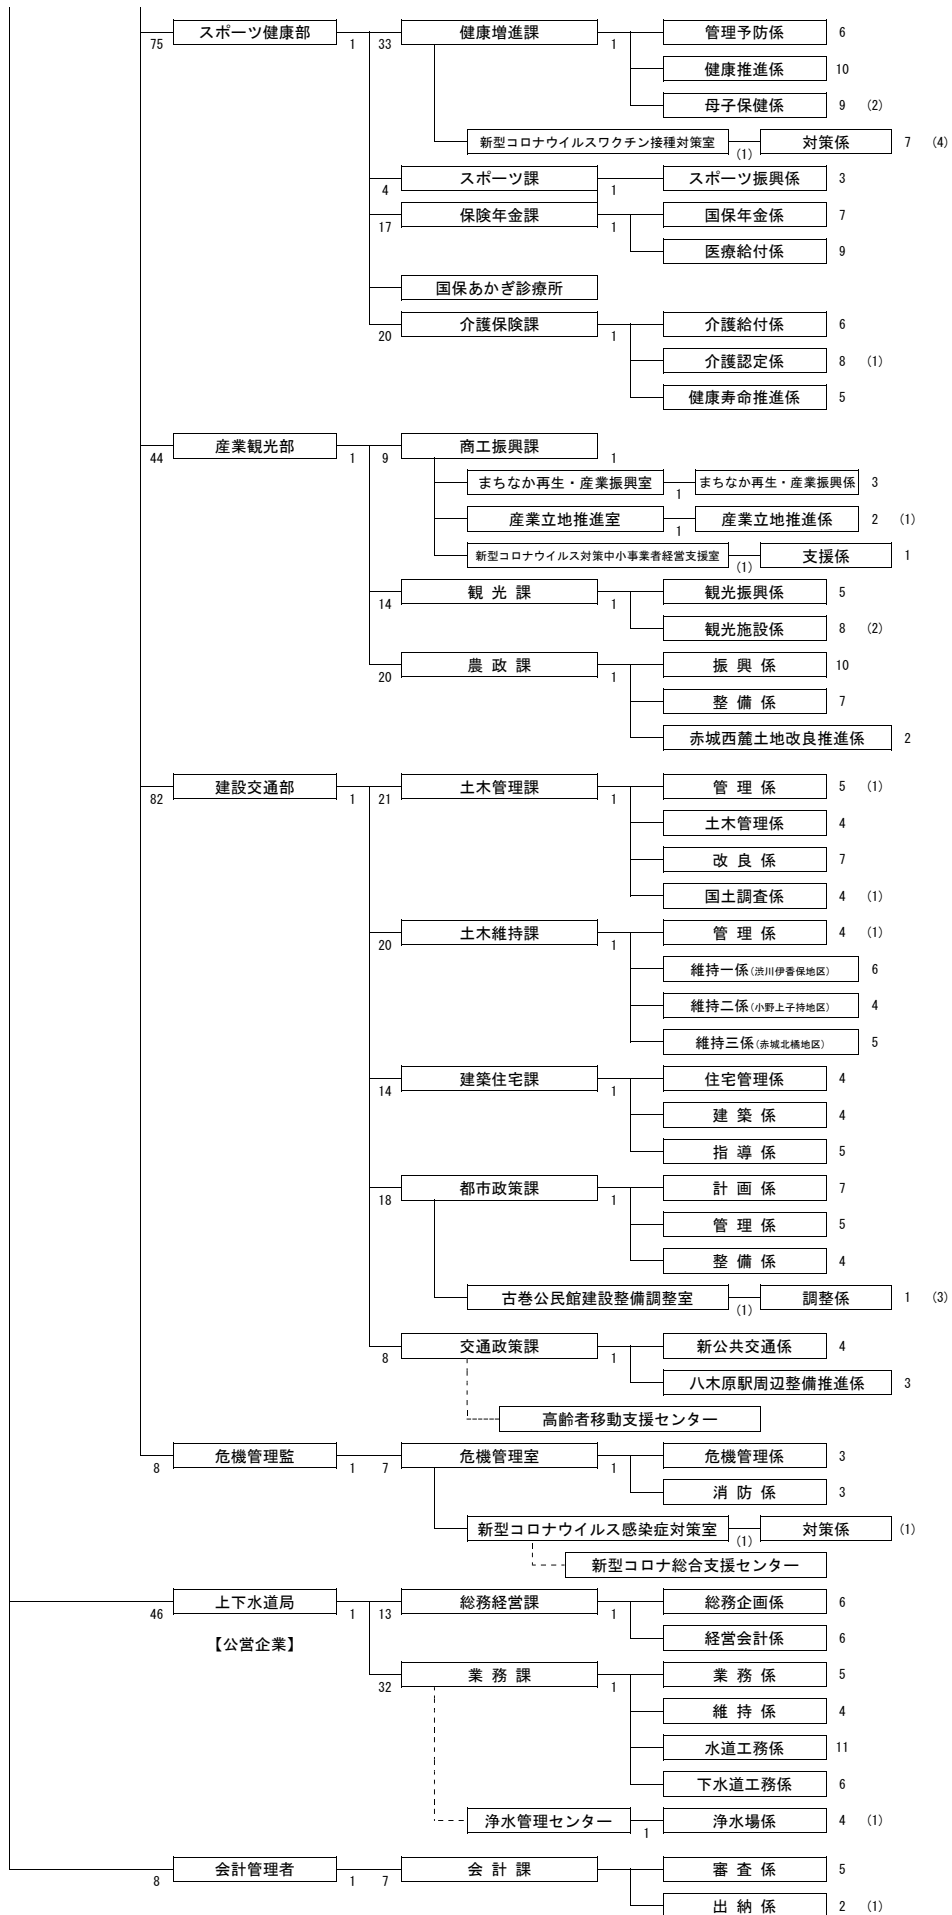 スポーツ健康部 健康増進課 管理予防係 6
75 1 33 1
健康推進係 10
母子保健係 9 (2)
新型コロナウイルスワクチン接種対策室 対策係 7 (4)
(1)
スポーツ課 スポーツ振興係 3
4 1
保険年金課 国保年金係 7
17 1
医療給付係 9
国保あかぎ診療所
介護保険課 介護給付係 6
20 1
介護認定係 8 (1)
健康寿命推進係 5
産業観光部 商工振興課
44 1 9 1
まちなか再生・産業振興室 まちなか再生・産業振興係 3
1
産業立地推進室 産業立地推進係 2 (1)
1
新型コロナウイルス対策中小事業者経営支援室 支援係 1
(1)
観光課 観光振興係 5
14 1
観光施設係 8 (2)
農政課 振興係 10
20 1
整備係 7
赤城西麓土地改良推進係 2
建設交通部 土木管理課 管理係 5 (1)
82 1 21 1
土木管理係 4
改良係 7
国土調査係 4 (1)
土木維持課 管理係 4 (1)
20 1
維持一係(渋川伊香保地区) 6
維持二係(小野上子持地区) 4
維持三係(赤城北橘地区) 5
建築住宅課 住宅管理係 4
14 1
建築係 4
指導係 5
都市政策課 計画係 7
18 1
管理係 5
整備係 4
古巻公民館建設整備調整室 調整係 1 (3)
(1)
交通政策課 新公共交通係 4
8 1
八木原駅周辺整備推進係 3
高齢者移動支援センター
危機管理監 危機管理室 危機管理係 3
8 1 7 1
消防係 3
新型コロナウイルス感染症対策室 対策係 (1)
(1)
新型コロナ総合支援センター
上下水道局 総務経営課 総務企画係 6
46 1 13 1
【公営企業】 経営会計係 6
業務課 業務係 5
32 1
維持係 4
水道工務係 11
下水道工務係 6
浄水管理センター 浄水場係 4 (1)
1
会計管理者 会計課 審査係 5
8 1 7
出納係 2 (1)